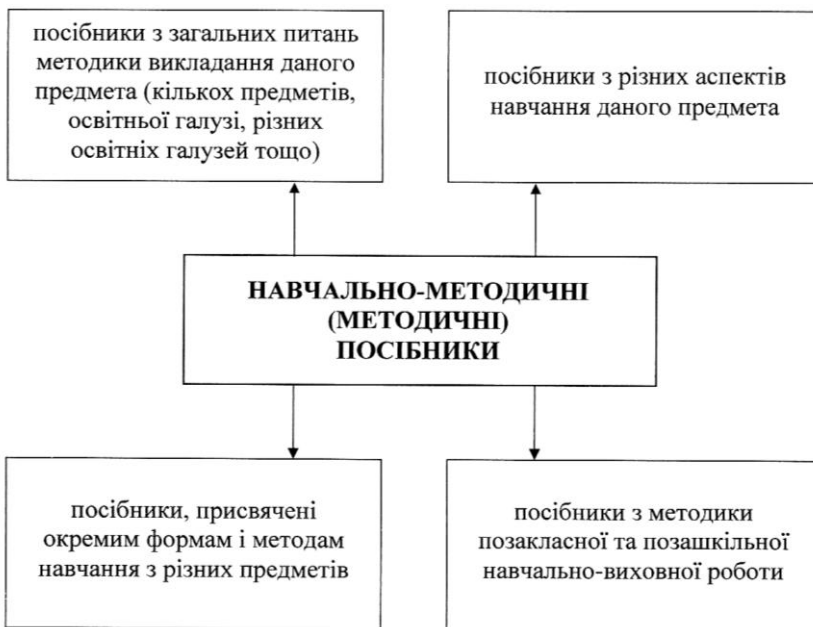 посібники з загальних питань
методики викладання даного
предмета (кількох предметів,
освітньої галузі, різних
освітніх галузей тощо)
посібники з різних аспектів
навчання даного предмета
НАВЧАЛЬНО-МЕТОДИЧНІ
(МЕТОДИЧНІ)
ПОСІБНИКИ
посібники, присвячені
окремим формам і методам
навчання з різних предметів
посібники з методики
позакласної та позашкільної
навчально-виховної роботи